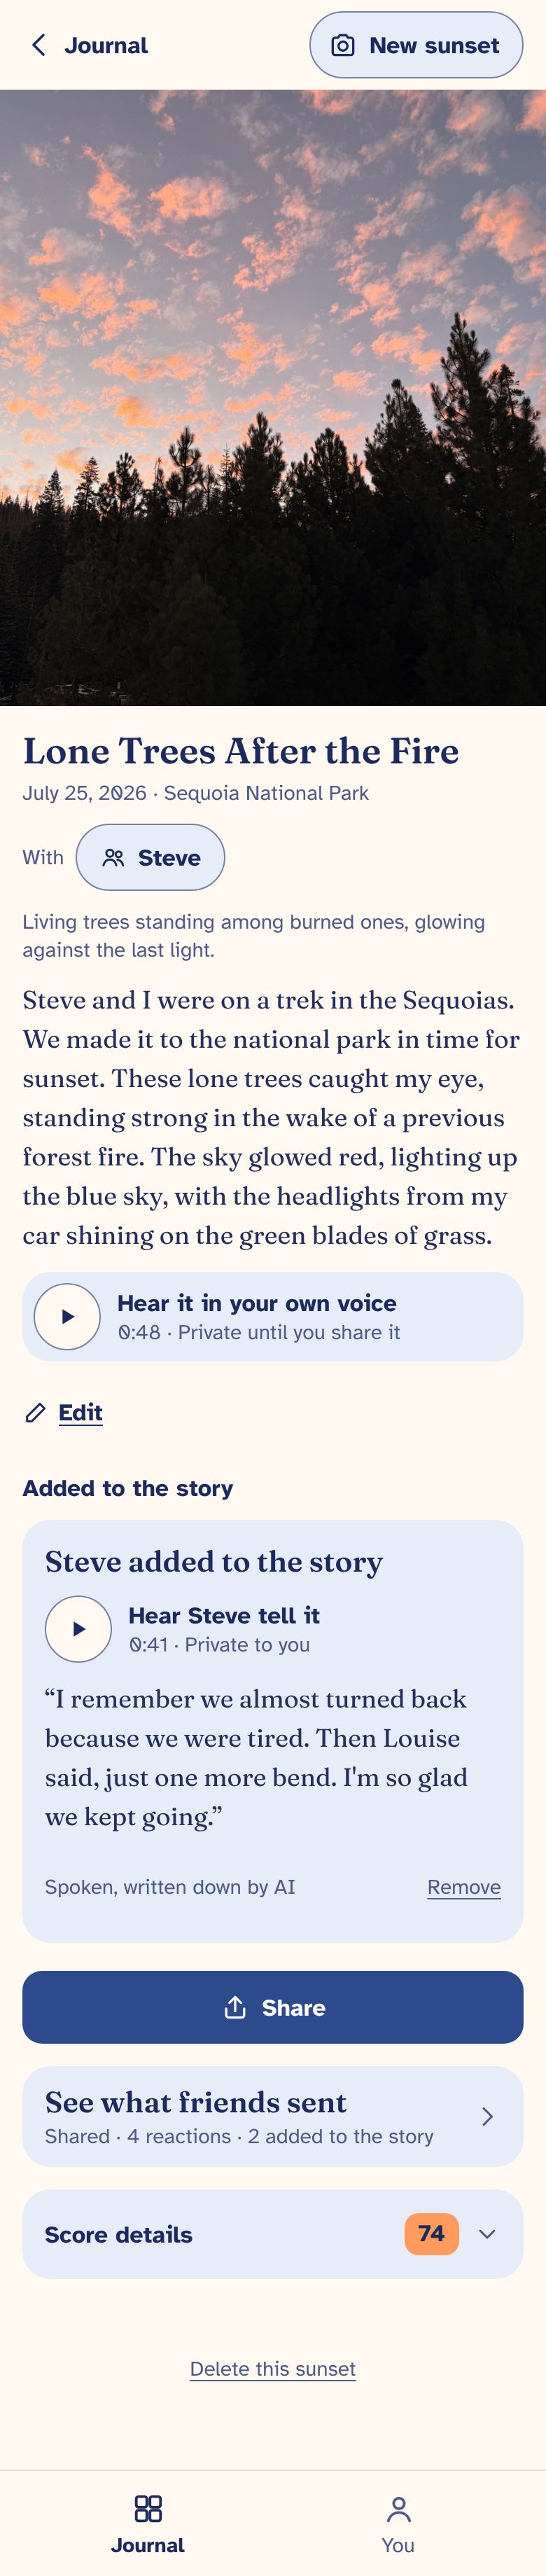 Journal
New sunset
Lone Trees After the Fire
July 25, 2026 · Sequoia National Park
With
Steve
Living trees standing among burned ones, glowing
against the last light.
Steve and I were on a trek in the Sequoias.
We made it to the national park in time for
sunset. These lone trees caught my eye,
standing strong in the wake of a previous
forest fire. The sky glowed red, lighting up
the blue sky, with the headlights from my
car shining on the green blades of grass.
Hear it in your own voice
0:48 · Private until you share it
Edit
Added to the story
Steve added to the story
Hear Steve tell it
0:41 · Private to you
“I remember we almost turned back
because we were tired. Then Louise
said, just one more bend. I'm so glad
we kept going.”
Spoken, written down by AI
Remove
Share
See what friends sent
Shared · 4 reactions · 2 added to the story
Score details
74
Delete this sunset
Journal
You